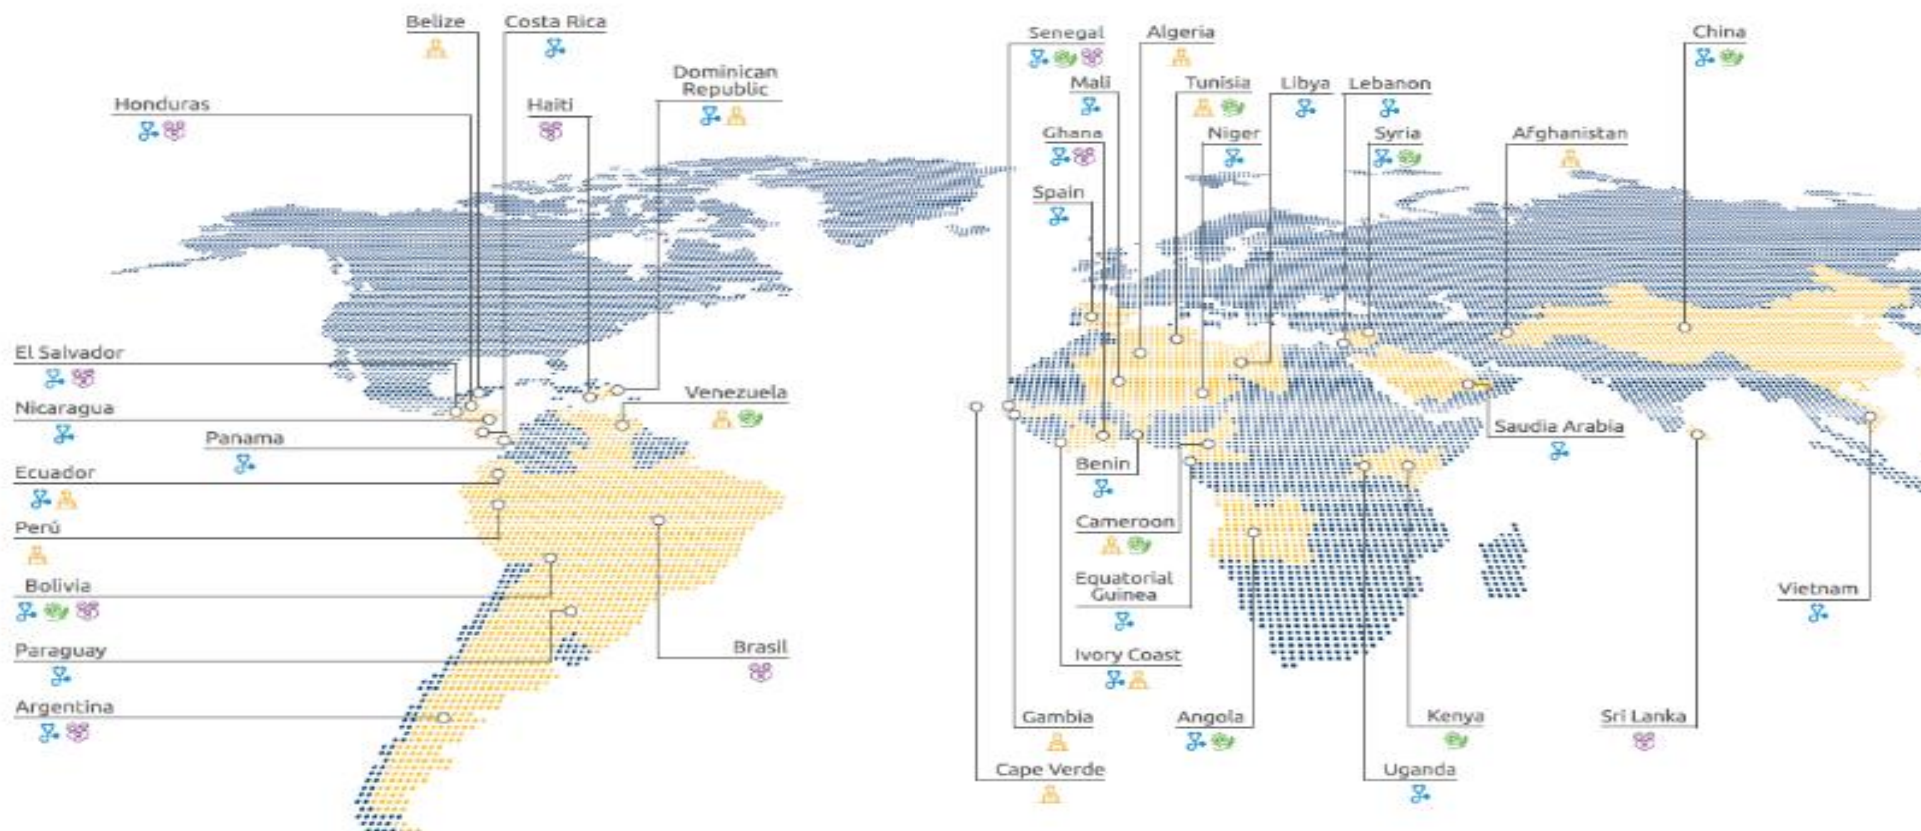 Belize
Costa Rica
Honduras
Haiti
Dominican
Republic
El Salvador
Nicaragua
Panama
Venezuela
Ecuador
Perú
Bolivia
Paraguay
Argentina
Brasil
Senegal
Algeria
China
Mali
Tunisia
Libya
Lebanon
Ghana
Niger
Syria
Afghanistan
Spain
Saudia Arabia
Benin
Cameroon
Equatorial
Guinea
Vietnam
Ivory Coast
Gambia
Angola
Kenya
Sri Lanka
Cape Verde
Uganda